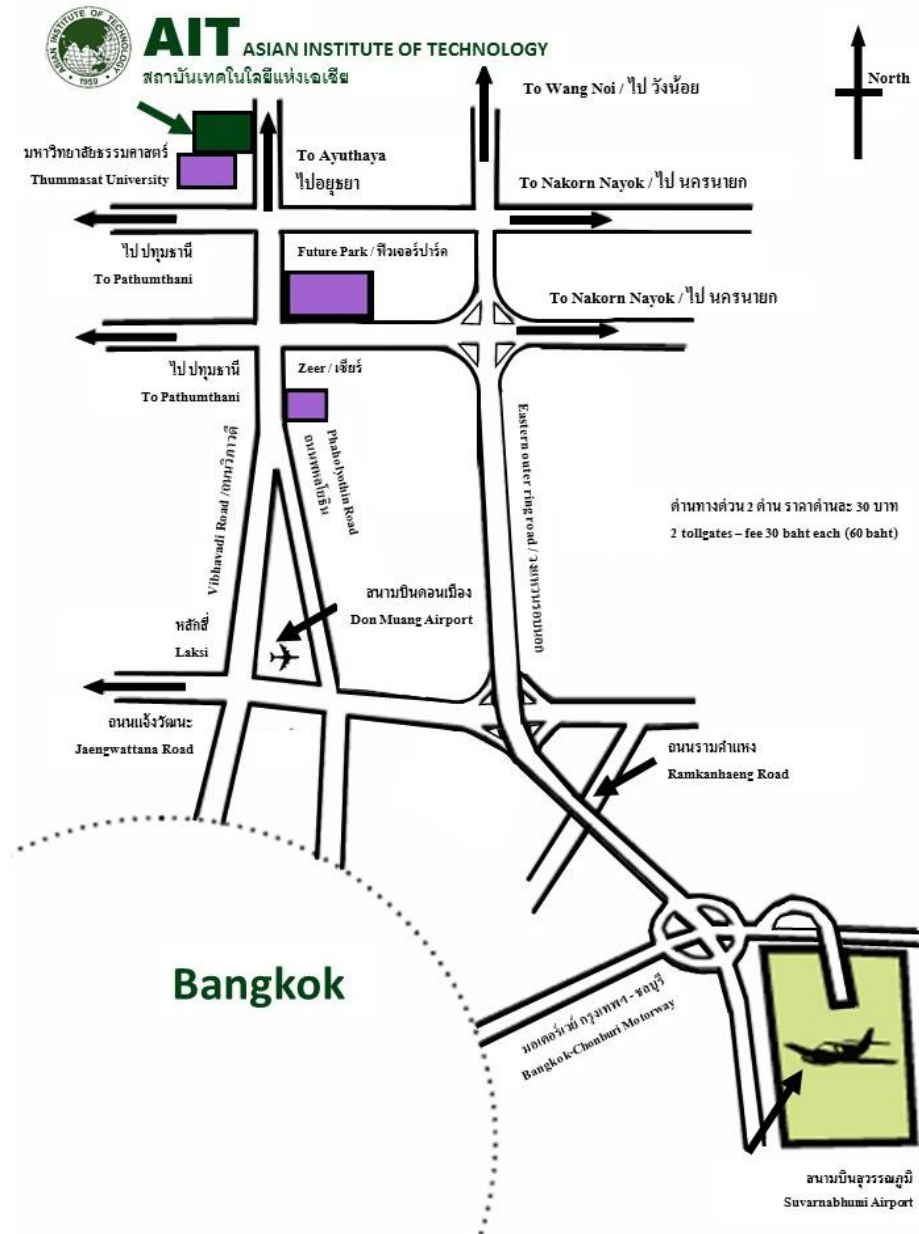 AIT ASIAN INSTITUTE OF TECHNOLOGY
สถาบันเทคโนโลยีแห่งเอเชีย
ASIAN INSTITUTE OF TECHNOLOGY
1959
North
To Wang Noi / ไป วังน้อย
มหาวิทยาลัยธรรมศาสตร์
Thummasat University
To Ayuthaya
ไปอยุธยา
To Nakorn Nayok / ไป นครนายก
ไป ปทุมธานี
To Pathumthani
Future Park / ฟิวเจอร์ปาร์ค
To Nakorn Nayok / ไป นครนายก
ไป ปทุมธานี
To Pathumthani
Zeer / เซียร์
Vibhavadi Road / ถนนวิภาวดี
Phaholyothin Road
ถนนพหลโยธิน
Eastern outer ring road / วงแหวนรอบนอก
ด่านทางด่วน 2 ด่าน ราคาด่านละ 30 บาท
2 tollgates – fee 30 baht each (60 baht)
สนามบินดอนเมือง
Don Muang Airport
หลักสี่
Laksi
ถนนแจ้งวัฒนะ
Jaengwattana Road
ถนนรามคำแหง
Ramkanhaeng Road
Bangkok
มอเตอร์เวย์ กรุงเทพฯ - ชลบุรี
Bangkok-Chonburi Motorway
สนามบินสุวรรณภูมิ
Suvarnabhumi Airport